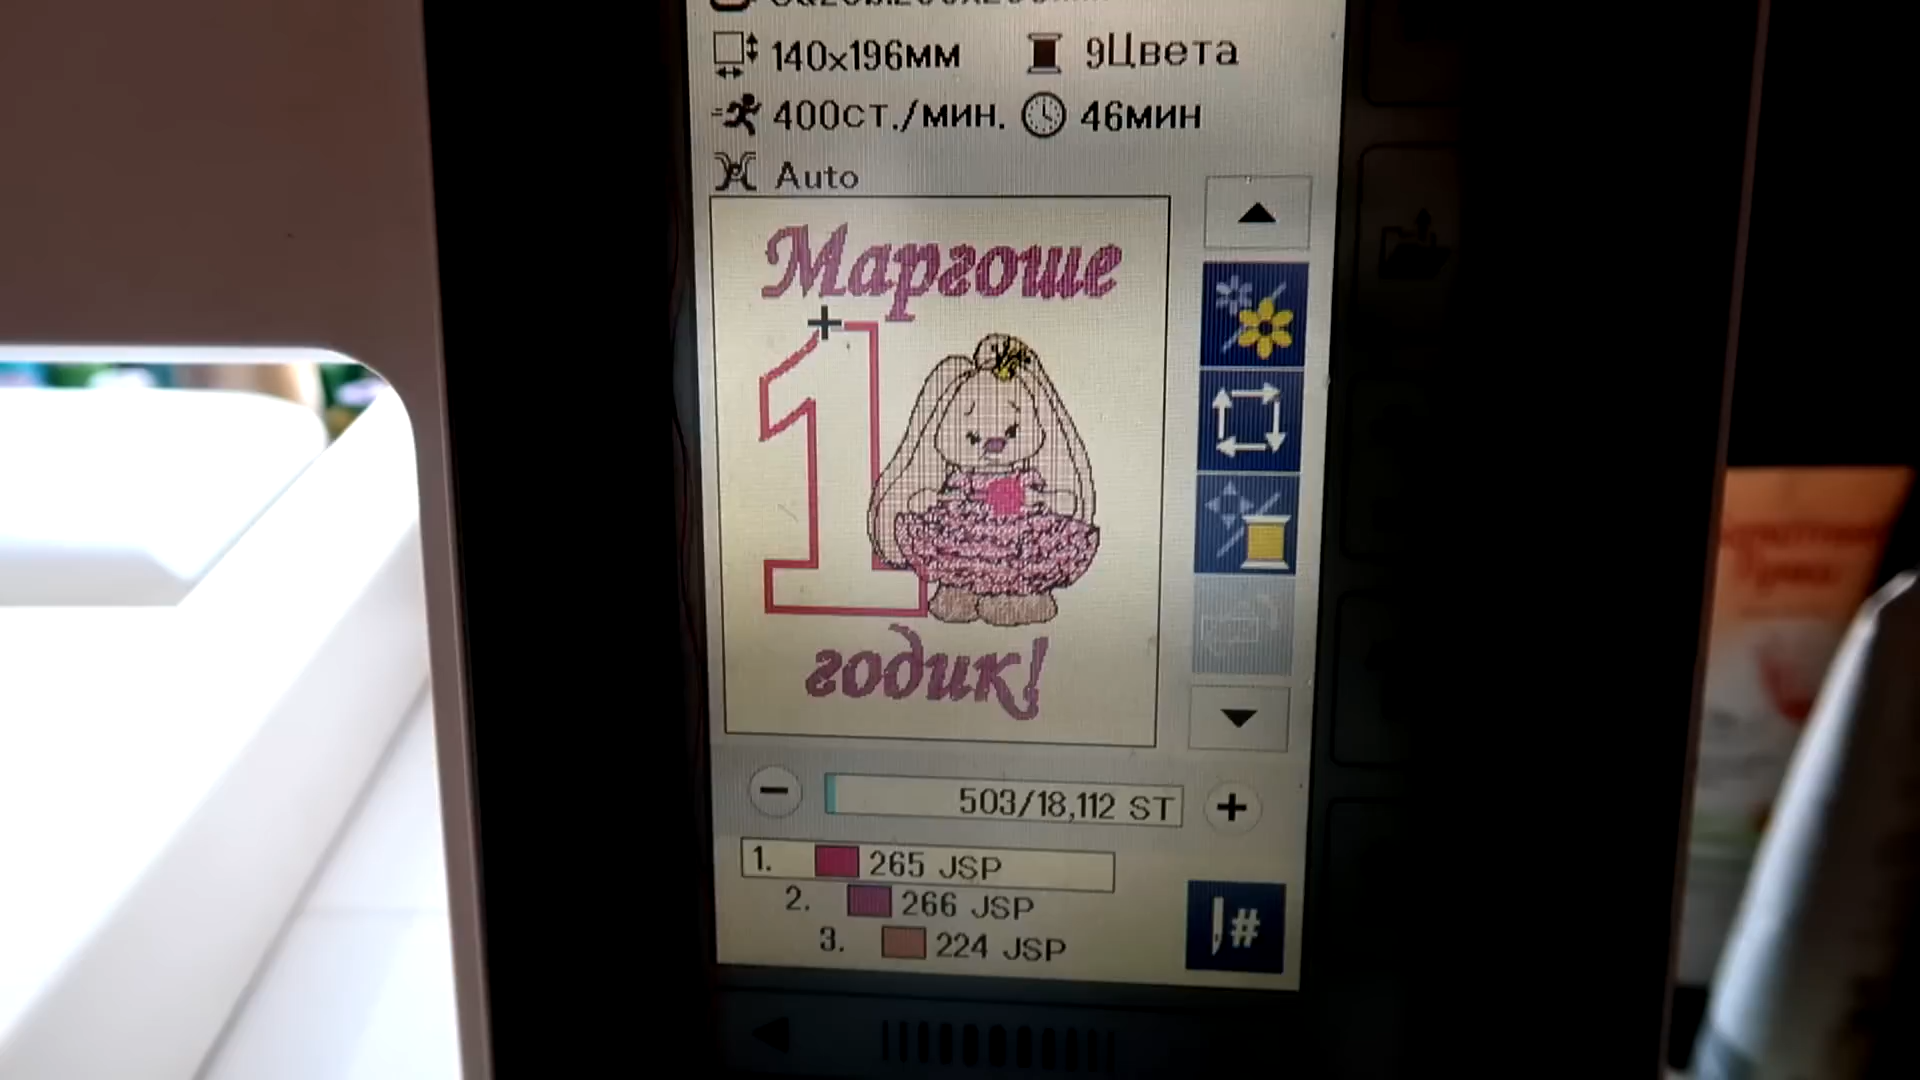 140x196мм 9Цвета
400ст./мин. 46мин
Auto
Маргоше
1
годик!
503/18,112 ST
1. 265 JSP
2. 266 JSP
3. 224 JSP
#